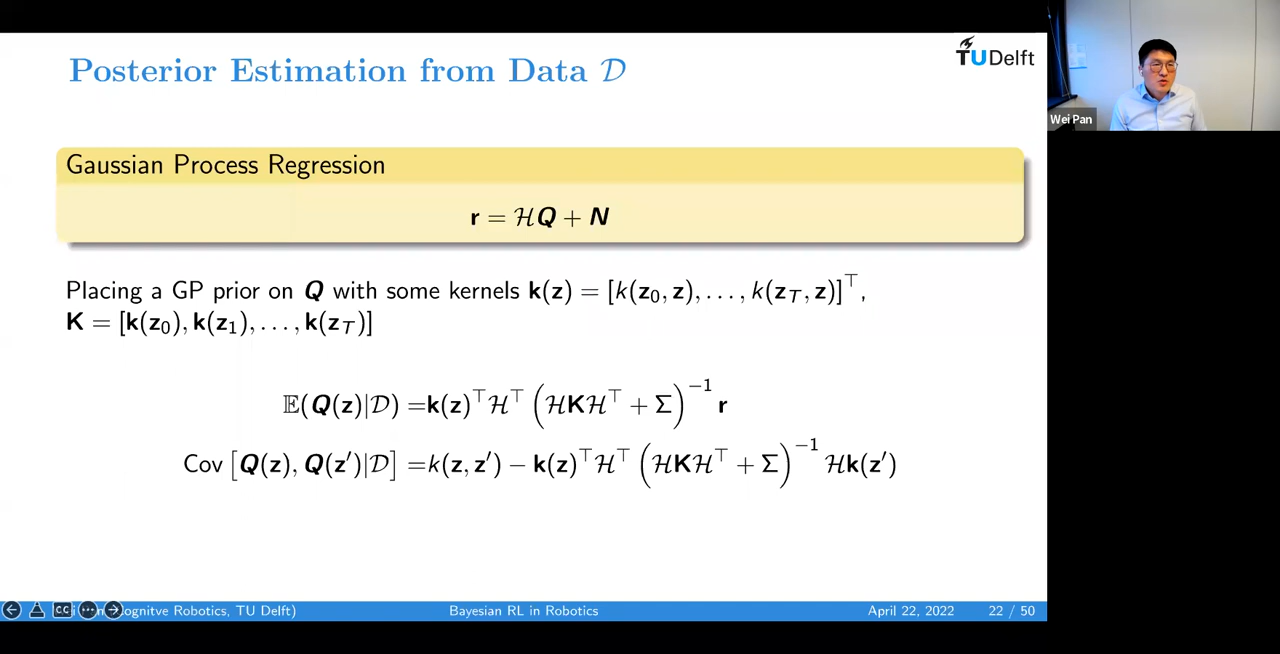 Posterior Estimation from Data 𝒟
TUDelft
Wei Pan
Gaussian Process Regression
r = ℋQ + N
Placing a GP prior on Q with some kernels k(z) = [k(z₀, z), . . . , k(z_T, z)]^⊤,
K = [k(z₀), k(z₁), . . . , k(z_T)]
𝔼(Q(z)|𝒟) =k(z)^⊤ℋ^⊤ (ℋKℋ^⊤ + Σ)^−1 r
Cov [Q(z), Q(z′)|𝒟] =k(z, z′) − k(z)^⊤ℋ^⊤ (ℋKℋ^⊤ + Σ)^−1 ℋk(z′)
CC ognitve Robotics, TU Delft) Bayesian RL in Robotics April 22, 2022 22 / 50